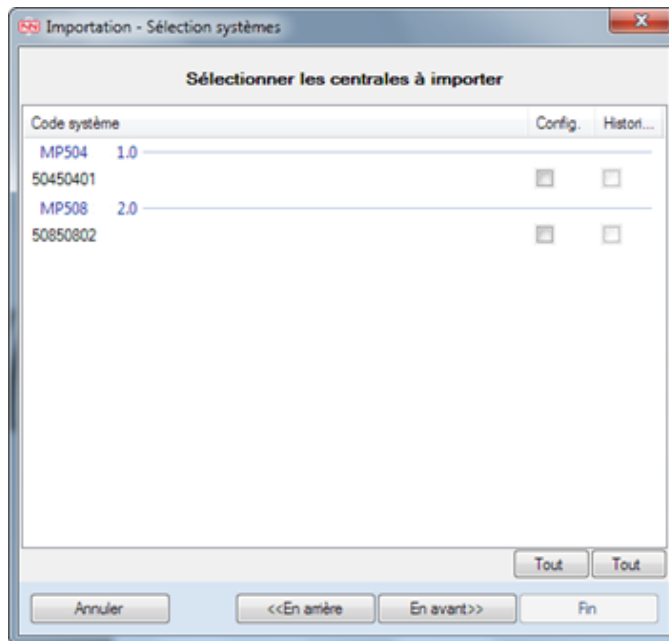 Importation - Sélection systèmes
Sélectionner les centrales à importer
Code système Config. Histori...
MP504 1.0
50450401
MP508 2.0
50850802
Tout Tout
Annuler <<En arrière En avant>> Fin